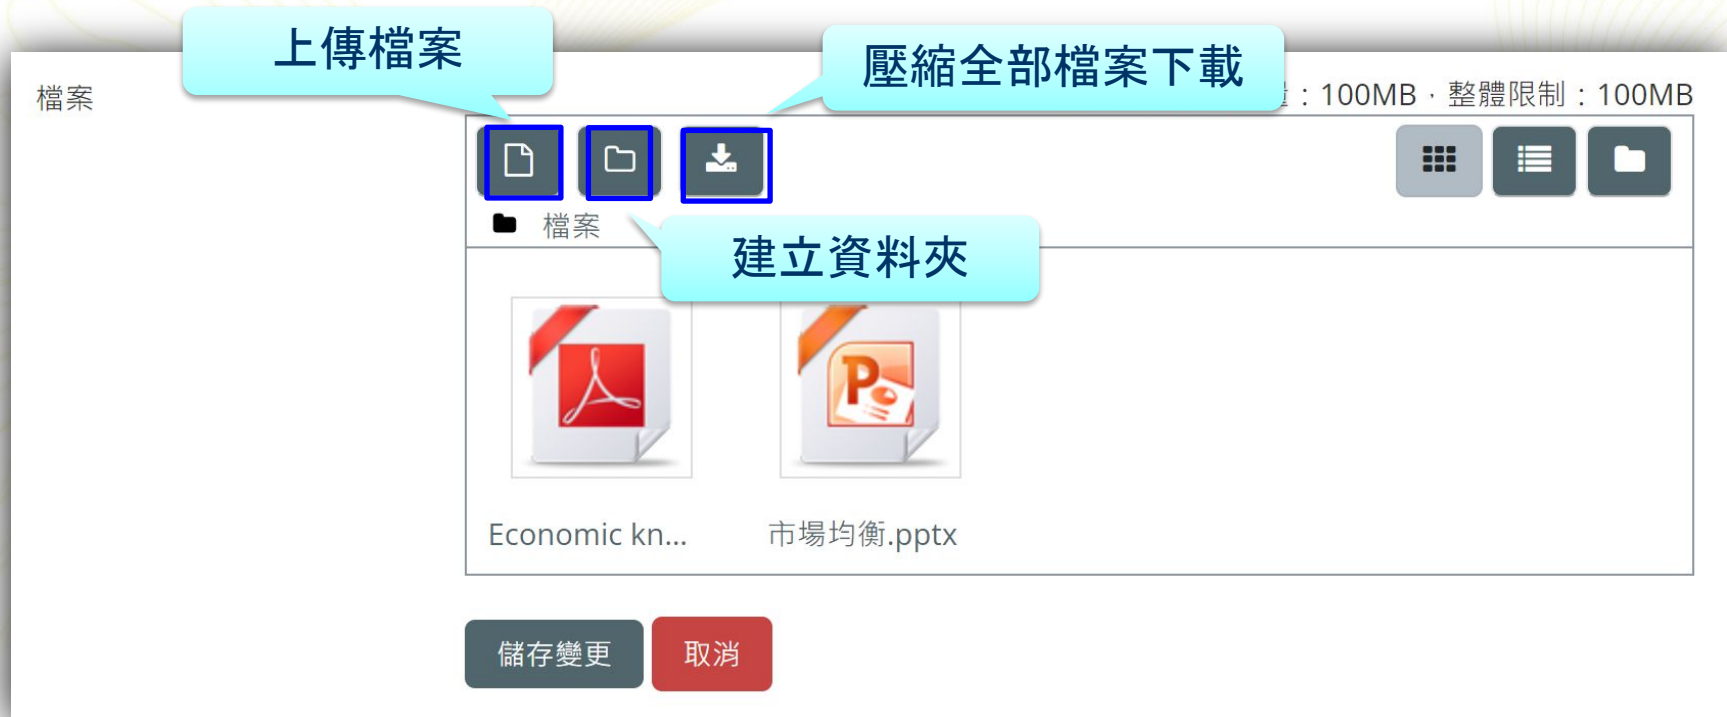 上傳檔案
壓縮全部檔案下載
檔案
：100MB，整體限制：100MB
檔案
建立資料夾
Economic kn...
市場均衡.pptx
儲存變更
取消